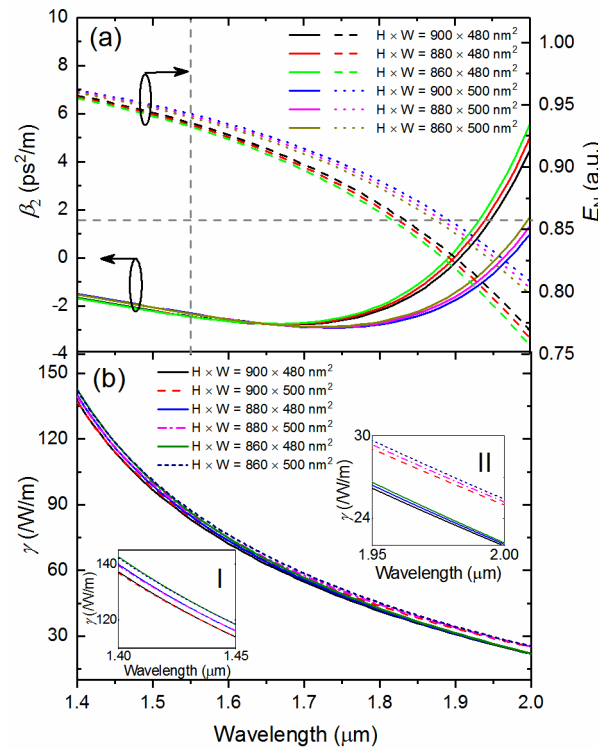 (a)
β₂ (ps²/m)
10
8
6
4
2
0
-2
-4
1.00
0.95
0.90
0.85
0.80
0.75
E_N (a.u.)
H × W = 900 × 480 nm²
H × W = 880 × 480 nm²
H × W = 860 × 480 nm²
H × W = 900 × 500 nm²
H × W = 880 × 500 nm²
H × W = 860 × 500 nm²
(b)
γ (/W/m)
150
120
90
60
30
H × W = 900 × 480 nm²
H × W = 900 × 500 nm²
H × W = 880 × 480 nm²
H × W = 880 × 500 nm²
H × W = 860 × 480 nm²
H × W = 860 × 500 nm²
II
γ (/W/m)
30
24
1.95 2.00
Wavelength (μm)
I
γ (/W/m)
140
120
1.40 1.45
Wavelength (μm)
1.4 1.5 1.6 1.7 1.8 1.9 2.0
Wavelength (μm)